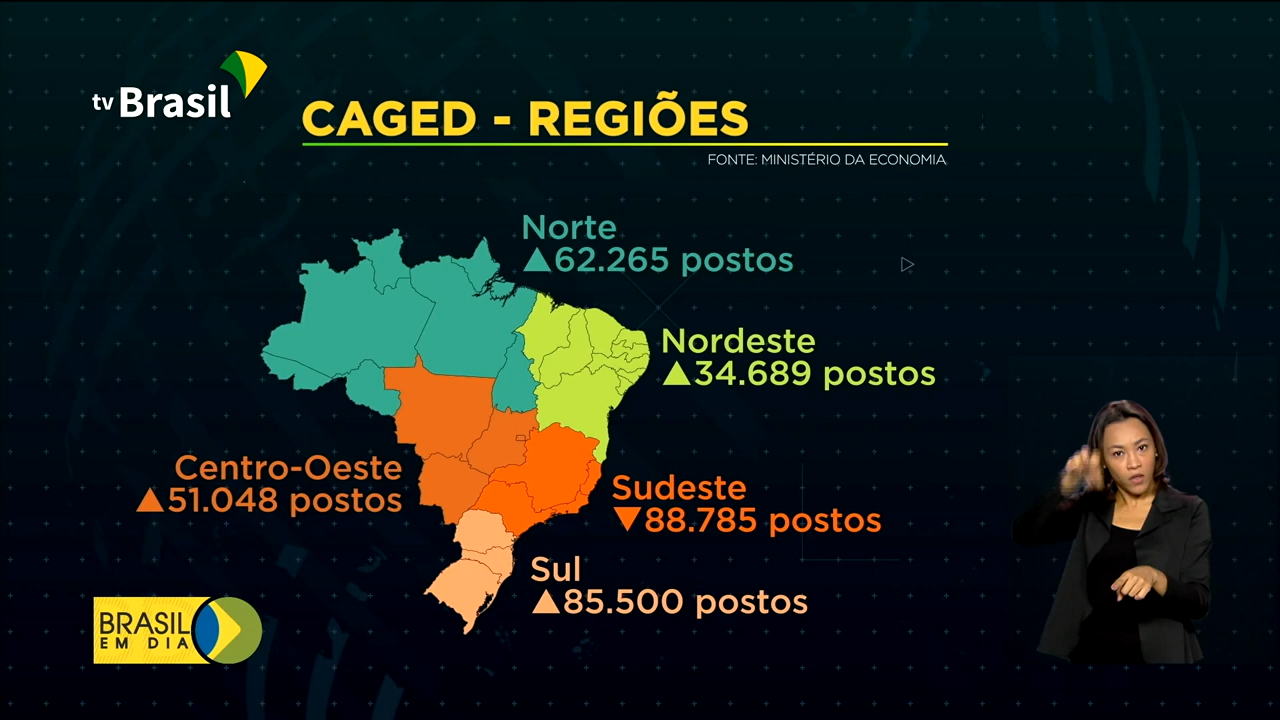 tv Brasil
CAGED - REGIÕES
FONTE: MINISTÉRIO DA ECONOMIA
Norte
▲62.265 postos
Nordeste
▲34.689 postos
Centro-Oeste
▲51.048 postos
Sudeste
▼88.785 postos
Sul
▲85.500 postos
BRASIL
EM DIA